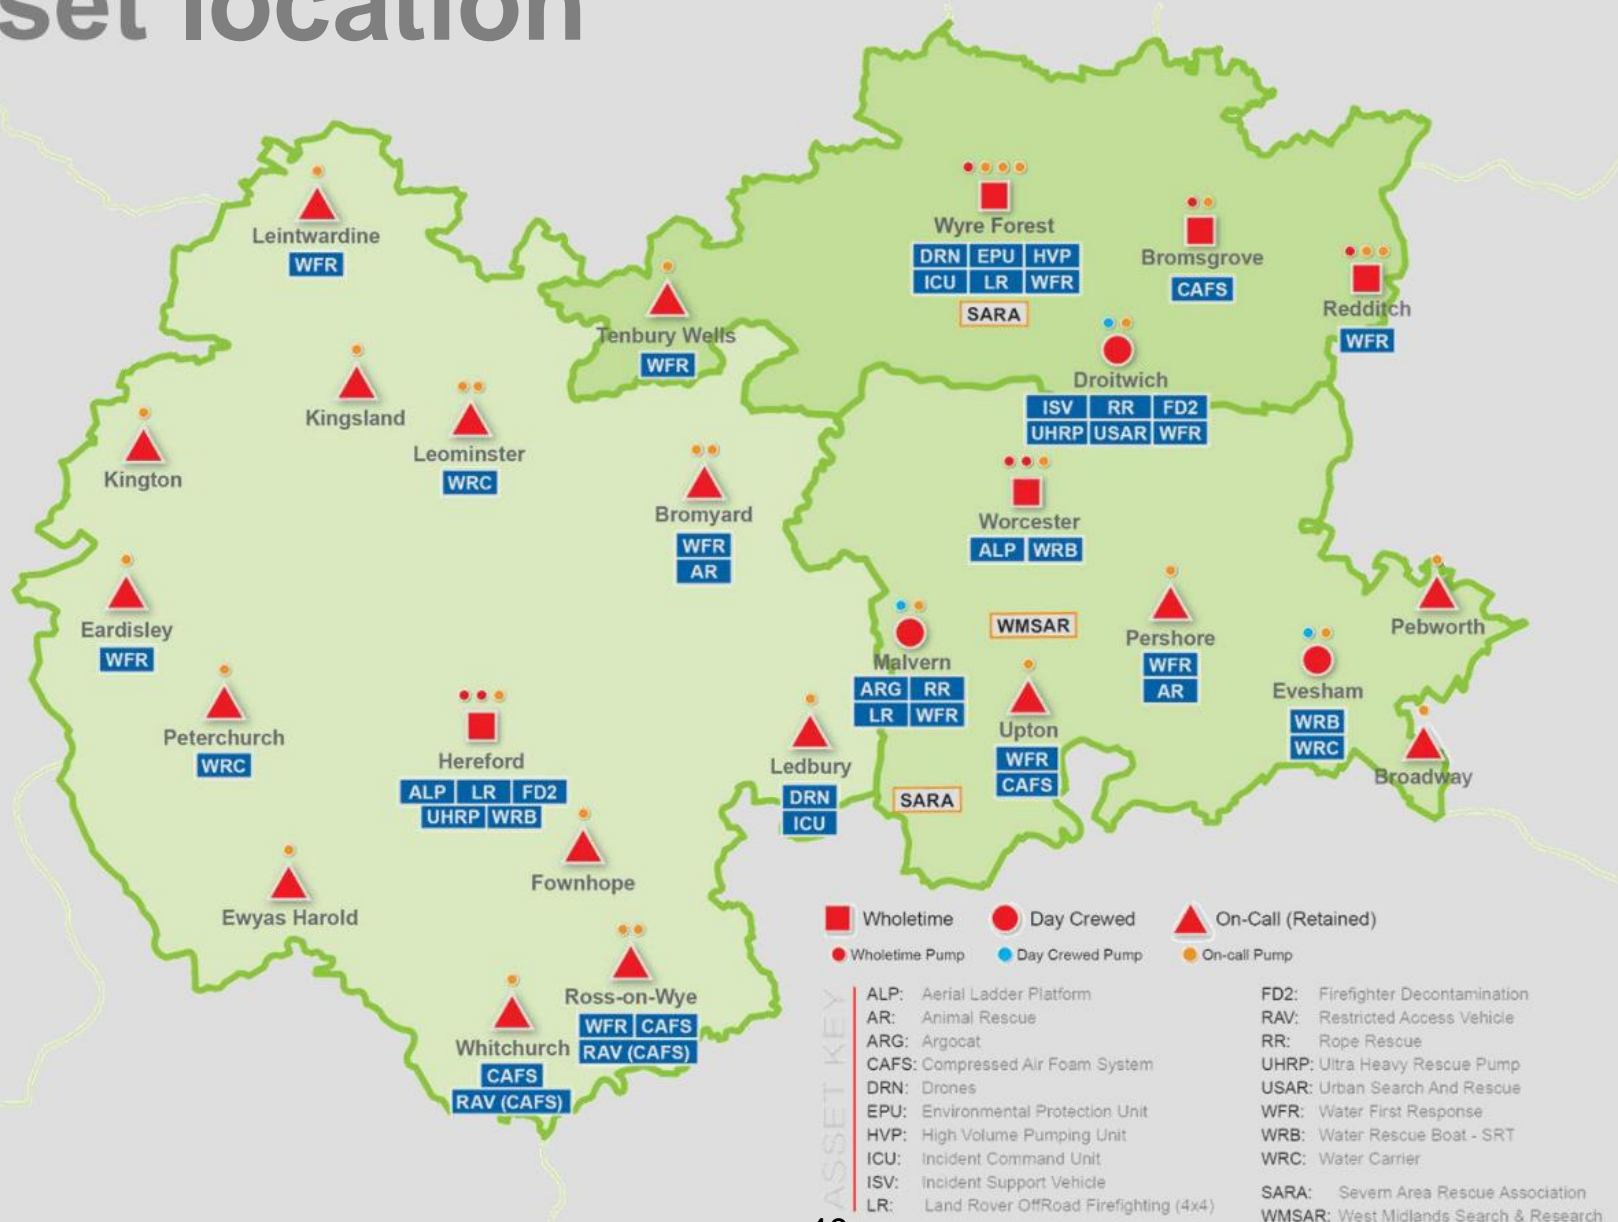 set location
Leintwardine
WFR
Wyre Forest
DRN EPU HVP
ICU LR WFR
SARA
Bromsgrove
CAFS
Redditch
WFR
Tenbury Wells
WFR
Droitwich
ISV RR FD2
UHRP USAR WFR
Kingsland
Leominster
WRC
Kington
Bromyard
WFR
AR
Worcester
ALP WRB
Eardisley
WFR
WMSAR
Malvern
ARG RR
LR WFR
Pershore
WFR
AR
Pebworth
Evesham
WRB
WRC
Peterchurch
WRC
Hereford
ALP LR FD2
UHRP WRB
Ledbury
DRN
ICU
Upton
WFR
CAFS
SARA
Broadway
Fownhope
Ewyas Harold
Ross-on-Wye
WFR CAFS
RAV (CAFS)
Whitchurch
CAFS
RAV (CAFS)
Wholetime Day Crewed On-Call (Retained)
Wholetime Pump Day Crewed Pump On-call Pump
ASSET KEY
ALP: Aerial Ladder Platform
AR: Animal Rescue
ARG: Argocat
CAFS: Compressed Air Foam System
DRN: Drones
EPU: Environmental Protection Unit
HVP: High Volume Pumping Unit
ICU: Incident Command Unit
ISV: Incident Support Vehicle
LR: Land Rover OffRoad Firefighting (4x4)
FD2: Firefighter Decontamination
RAV: Restricted Access Vehicle
RR: Rope Rescue
UHRP: Ultra Heavy Rescue Pump
USAR: Urban Search And Rescue
WFR: Water First Response
WRB: Water Rescue Boat - SRT
WRC: Water Carrier
SARA: Severn Area Rescue Association
WMSAR: West Midlands Search & Research